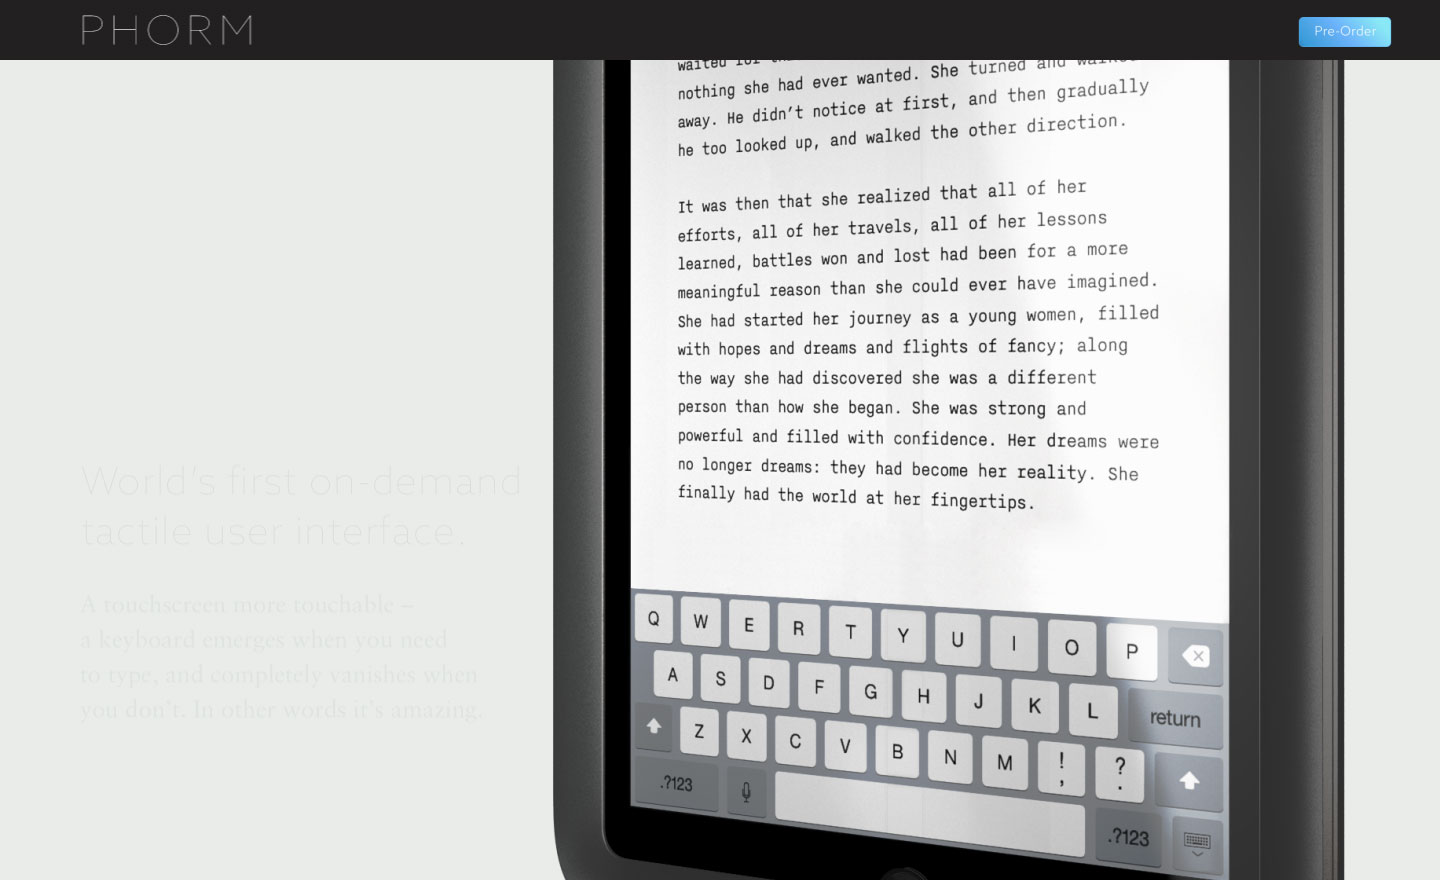 PHORM
Pre-Order
nothing she had ever wanted. She turned and walked
away. He didn't notice at first, and then gradually
he too looked up, and walked the other direction.
It was then that she realized that all of her
efforts, all of her travels, all of her lessons
learned, battles won and lost had been for a more
meaningful reason than she could ever have imagined.
She had started her journey as a young women, filled
with hopes and dreams and flights of fancy; along
the way she had discovered she was a different
person than how she began. She was strong and
powerful and filled with confidence. Her dreams were
no longer dreams: they had become her reality. She
finally had the world at her fingertips.
World's first on-demand
tactile user interface.
A touchscreen more touchable –
a keyboard emerges when you need
to type, and completely vanishes when
you don't. In other words it's amazing.
Q W E R T Y U I O P
A S D F G H J K L return
Z X C V B N M ! , ? .
.?123 .?123